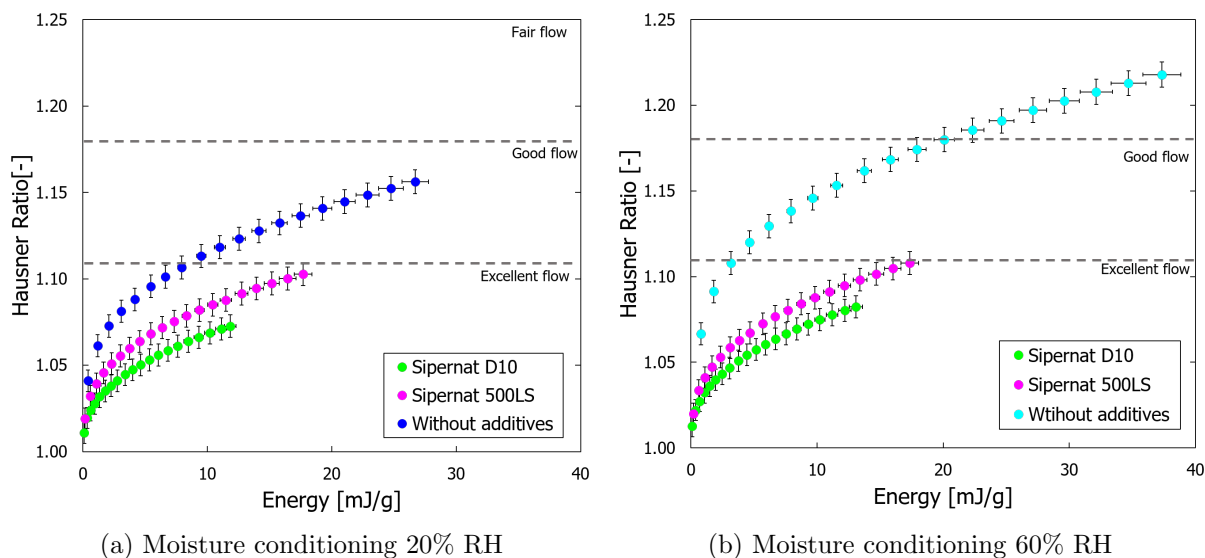 1.25
1.20
1.15
1.10
1.05
1.00
Hausner Ratio[-]
Fair flow
Good flow
Excellent flow
Sipernat D10
Sipernat 500LS
Without additives
0 10 20 30 40
Energy [mJ/g]
(a) Moisture conditioning 20% RH
1.25
1.20
1.15
1.10
1.05
1.00
Hausner Ratio [-]
Good flow
Excellent flow
Sipernat D10
Sipernat 500LS
Wtihout additives
0 10 20 30 40
Energy [mJ/g]
(b) Moisture conditioning 60% RH